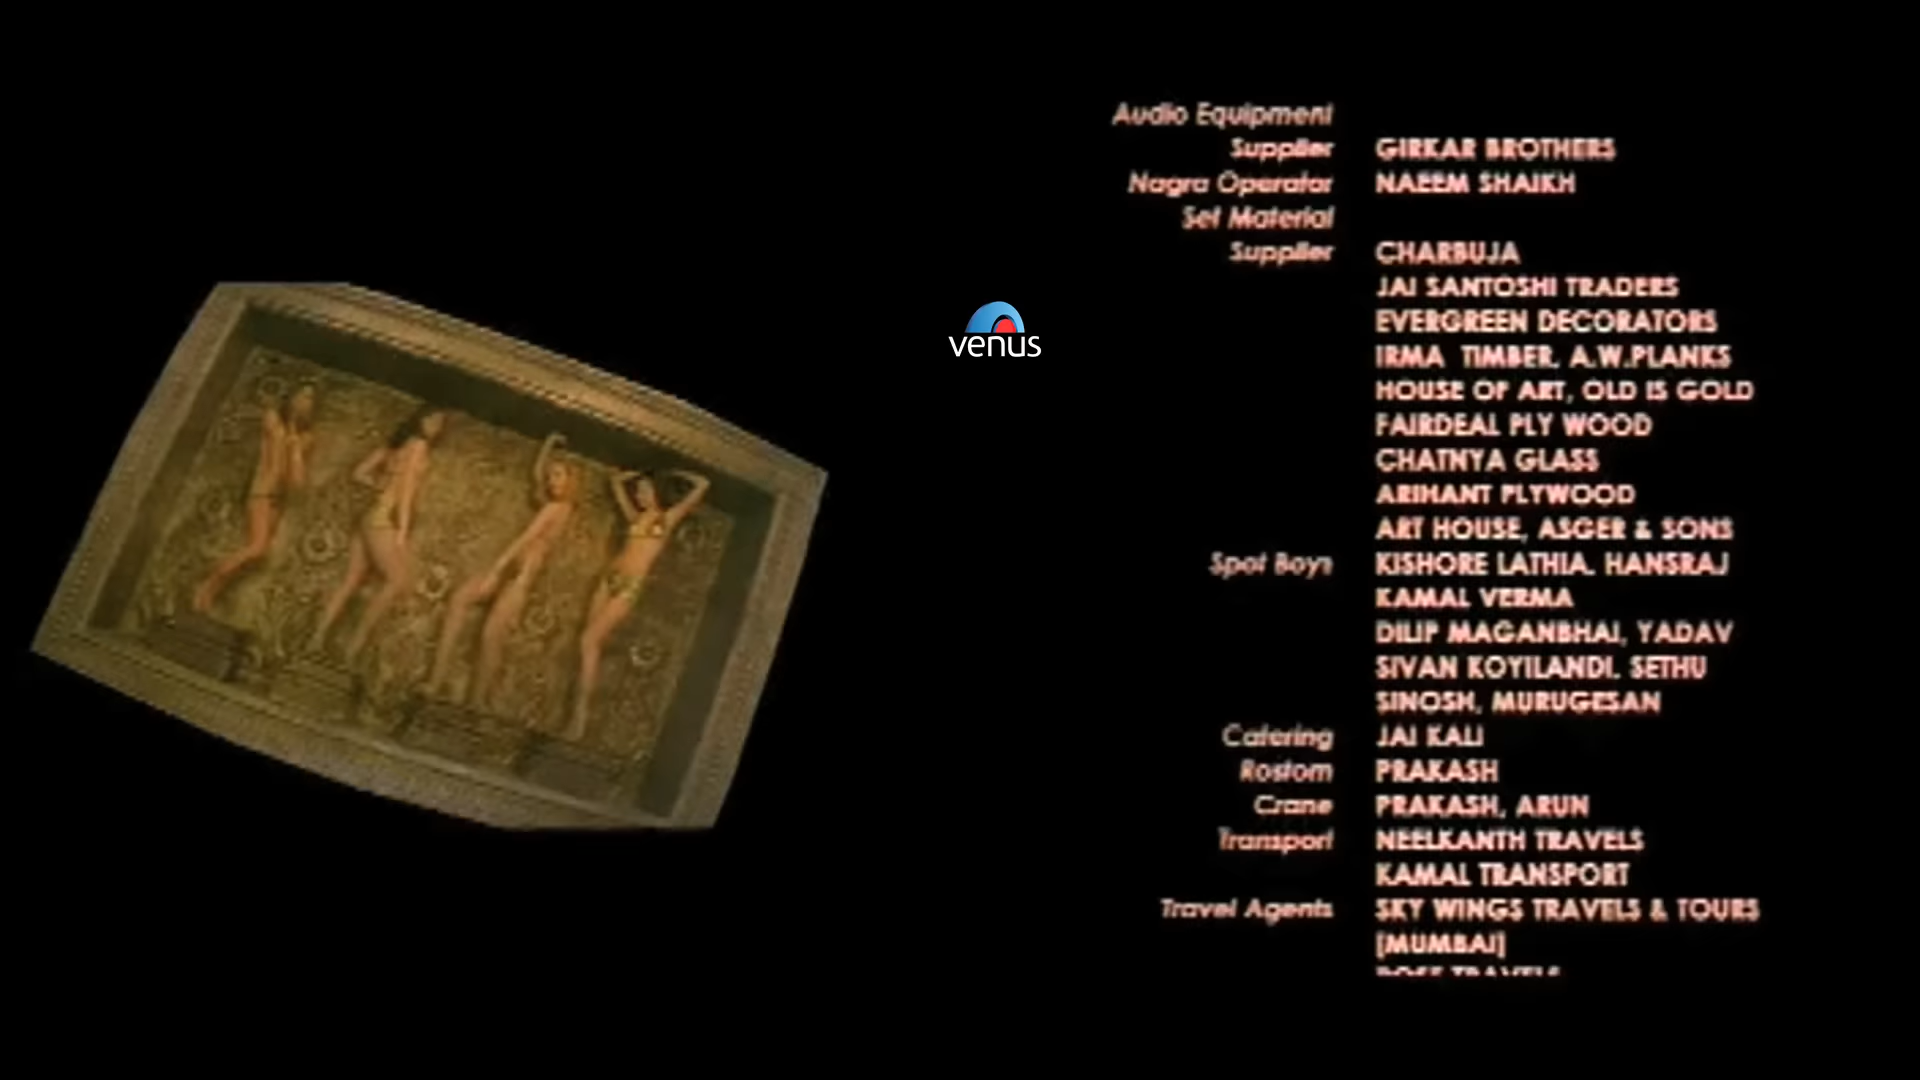 venus
Audio Equipment
Supplier GIRKAR BROTHERS
Nagra Operator NAEEM SHAIKH
Set Material
Supplier CHARBUJA
JAI SANTOSHI TRADERS
EVERGREEN DECORATORS
IRMA TIMBER. A.W.PLANKS
HOUSE OF ART, OLD IS GOLD
FAIRDEAL PLY WOOD
CHATNYA GLASS
ARIHANT PLYWOOD
ART HOUSE, ASGER & SONS
Spot Boys KISHORE LATHIA. HANSRAJ
KAMAL VERMA
DILIP MAGANBHAI, YADAV
SIVAN KOYILANDI. SETHU
SINOSH, MURUGESAN
Catering JAI KALI
Rostom PRAKASH
Crane PRAKASH, ARUN
Transport NEELKANTH TRAVELS
KAMAL TRANSPORT
Travel Agents SKY WINGS TRAVELS & TOURS
[MUMBAI]
TRAVELS